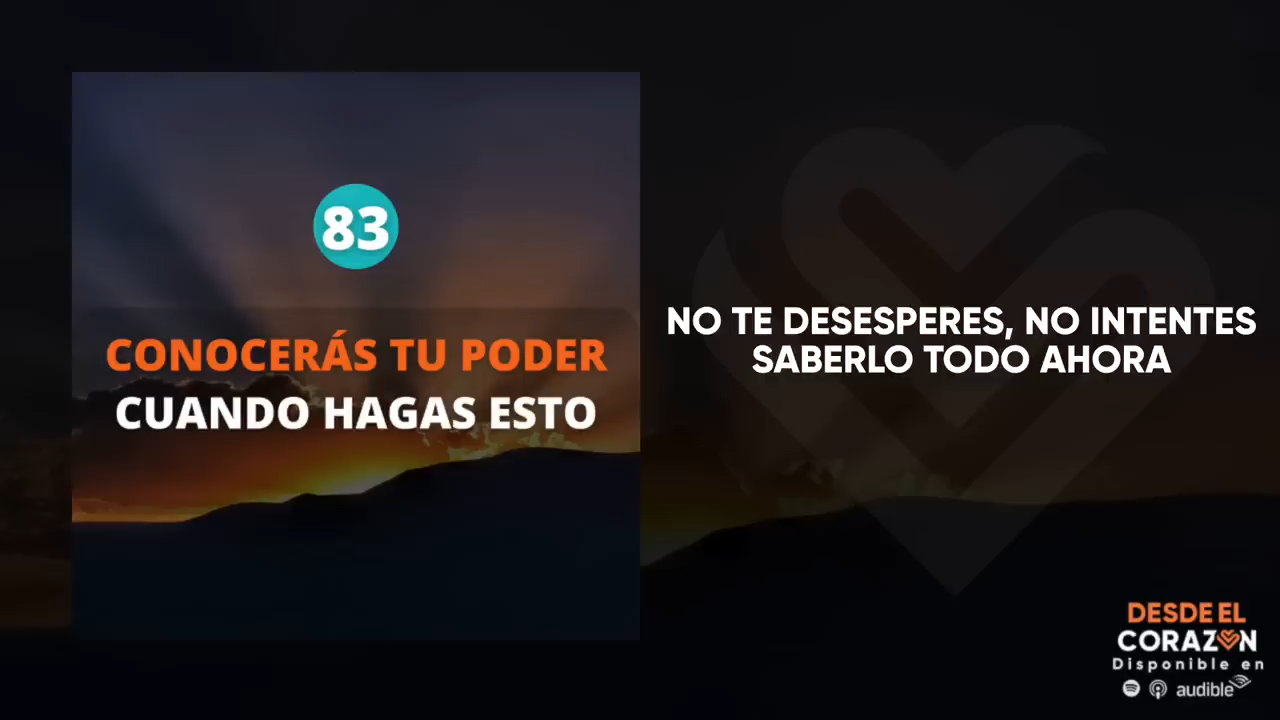 83
CONOCERÁS TU PODER
CUANDO HAGAS ESTO
NO TE DESESPERES, NO INTENTES
SABERLO TODO AHORA
DESDE EL
CORAZÓN
Disponible en
audible